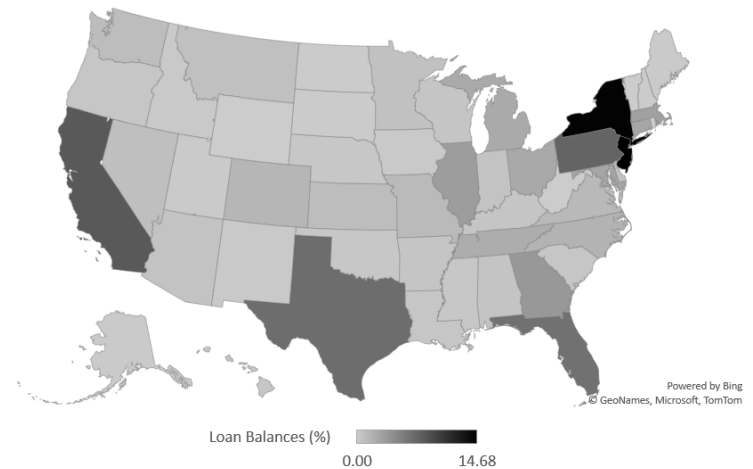 Powered by Bing
© GeoNames, Microsoft, TomTom
Loan Balances (%)
0.00 14.68